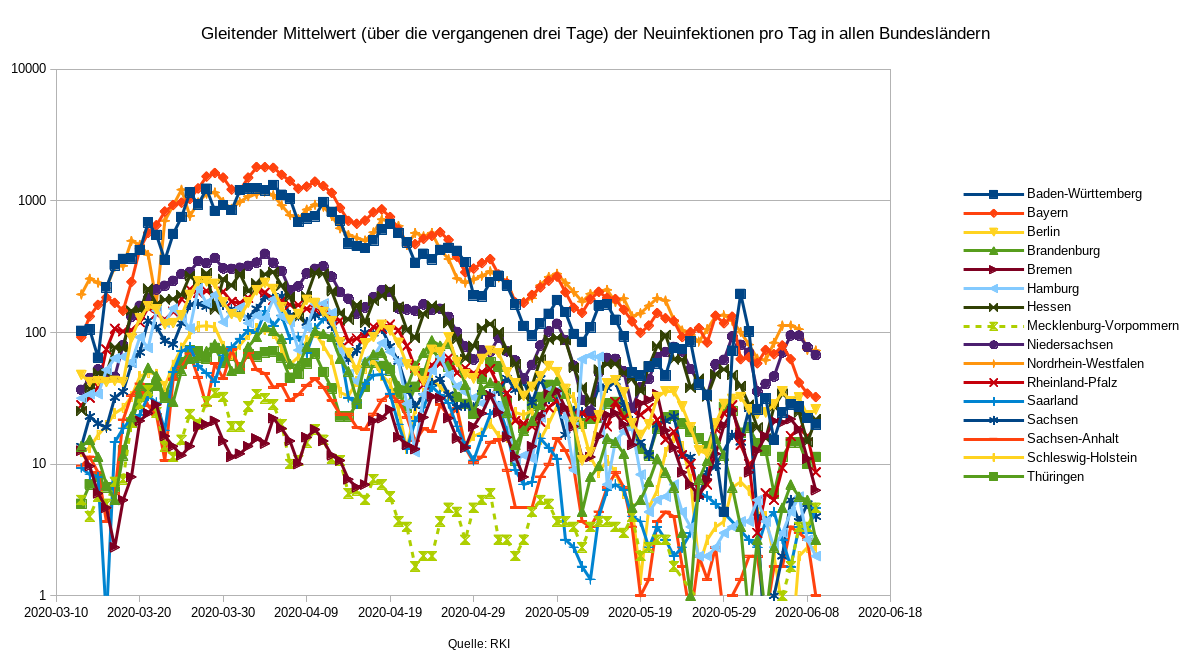 Gleitender Mittelwert (über die vergangenen drei Tage) der Neuinfektionen pro Tag in allen Bundesländern
10000
1000
100
10
1
2020-03-10
2020-03-20
2020-03-30
2020-04-09
2020-04-19
2020-04-29
2020-05-09
2020-05-19
2020-05-29
2020-06-08
2020-06-18
Baden-Württemberg
Bayern
Berlin
Brandenburg
Bremen
Hamburg
Hessen
Mecklenburg-Vorpommern
Niedersachsen
Nordrhein-Westfalen
Rheinland-Pfalz
Saarland
Sachsen
Sachsen-Anhalt
Schleswig-Holstein
Thüringen
Quelle: RKI